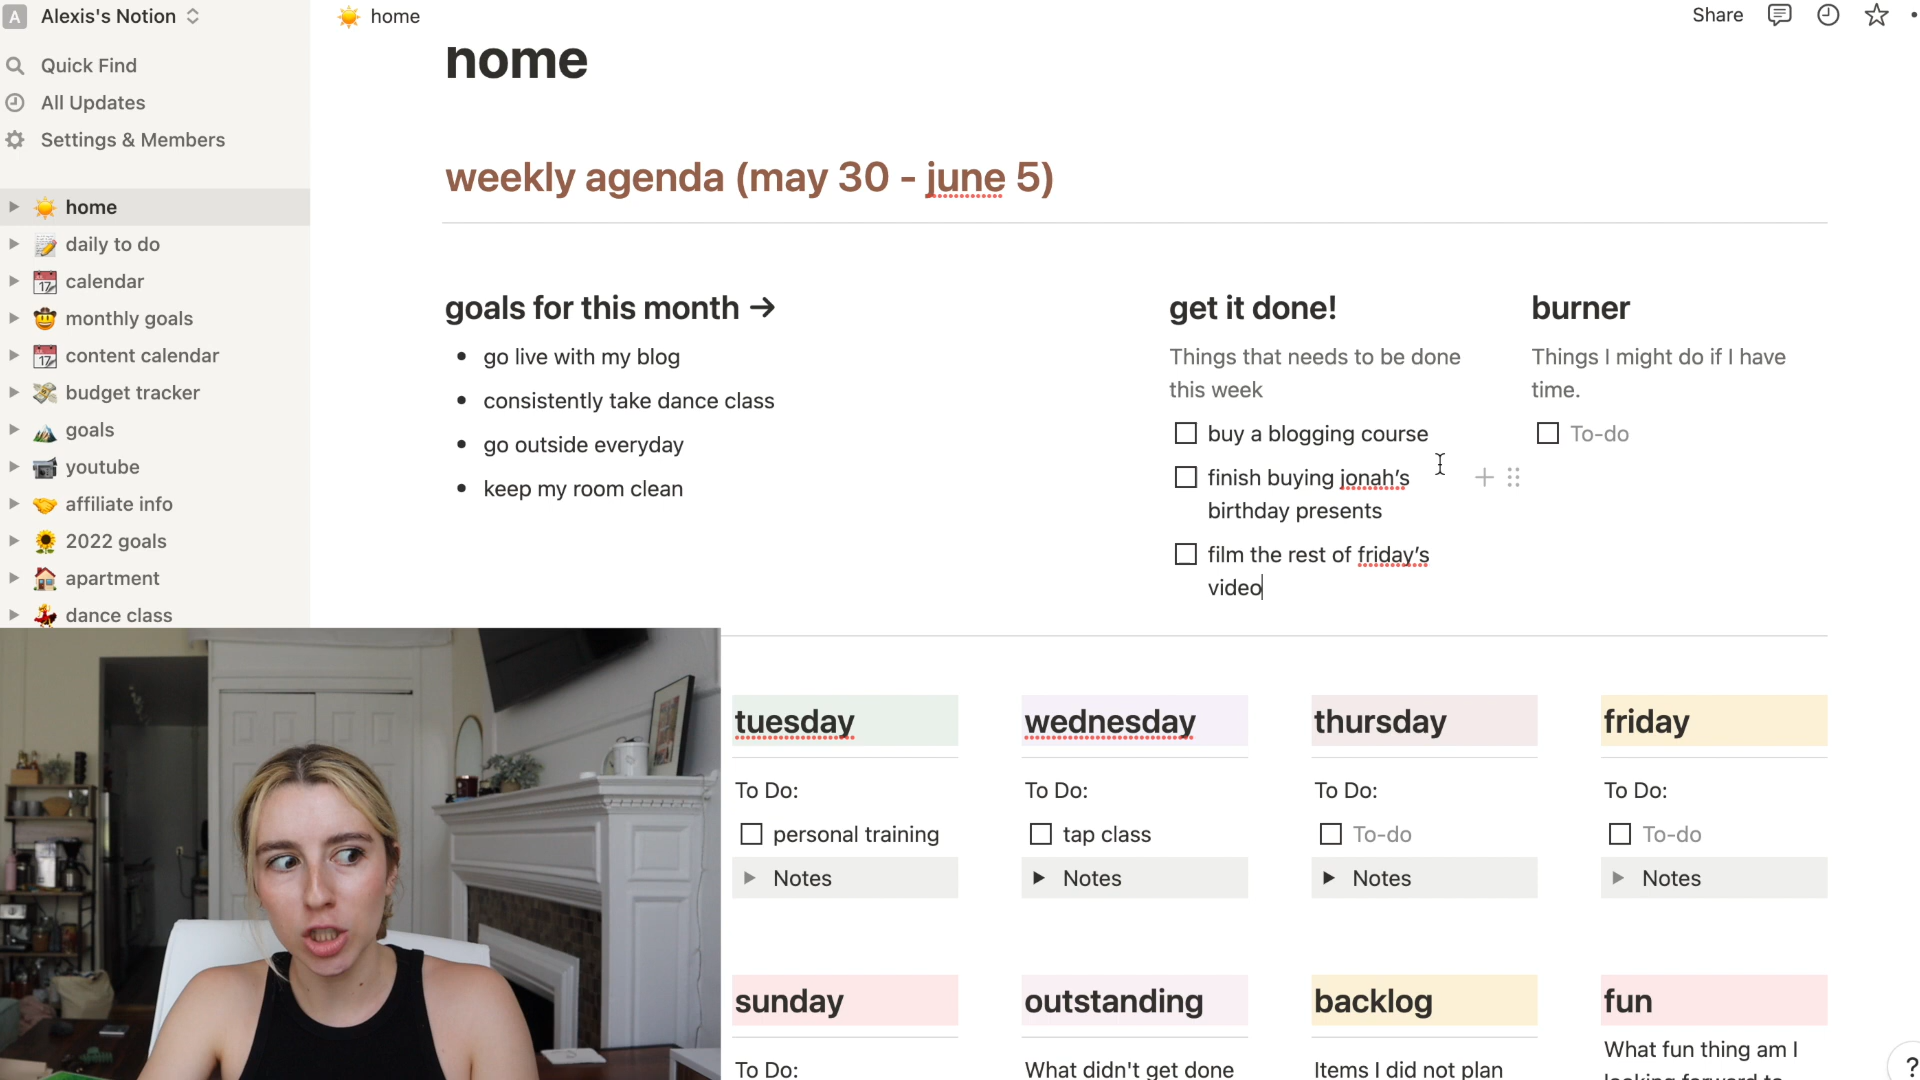 A Alexis's Notion
Quick Find
All Updates
Settings & Members
home
daily to do
calendar
monthly goals
content calendar
budget tracker
goals
youtube
affiliate info
2022 goals
apartment
dance class
home
Share
home
weekly agenda (may 30 - june 5)
goals for this month →
go live with my blog
consistently take dance class
go outside everyday
keep my room clean
get it done!
Things that needs to be done
this week
buy a blogging course
finish buying jonah's
birthday presents
film the rest of friday's
video
burner
Things I might do if I have
time.
To-do
tuesday
To Do:
personal training
Notes
wednesday
To Do:
tap class
Notes
thursday
To Do:
To-do
Notes
friday
To Do:
To-do
Notes
sunday
To Do:
outstanding
What didn't get done
backlog
Items I did not plan
fun
What fun thing am I
looking forward to
?